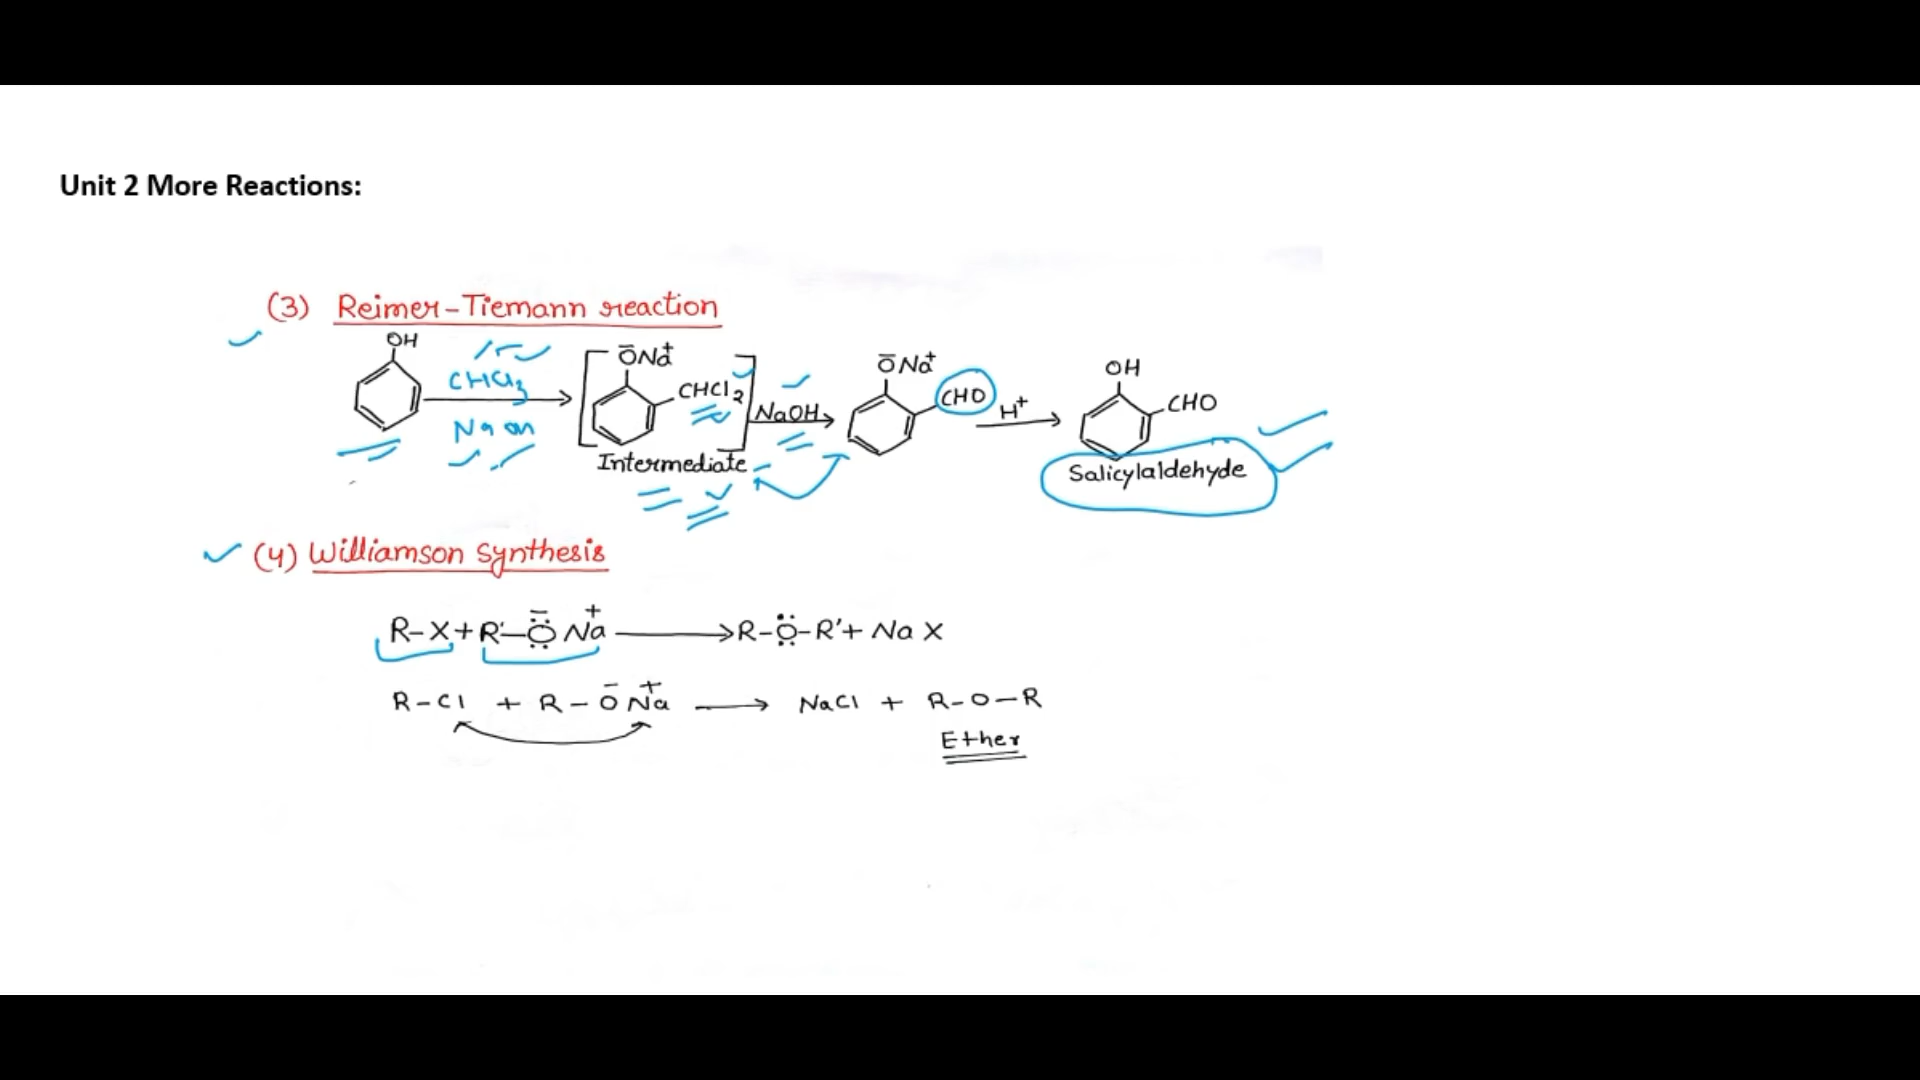 Unit 2 More Reactions:
(3) Reimer-Tiemann reaction
OH
CHCl3
NaOH
ŌNa+
CHCl2
Intermediate
NaOH
ŌNa+
CHO
H+
OH
CHO
Salicylaldehyde
(4) Williamson Synthesis
R-X + R'-Ō Na+ → R-O-R' + NaX
R-Cl + R-Ō Na+ → NaCl + R-O-R
Ether